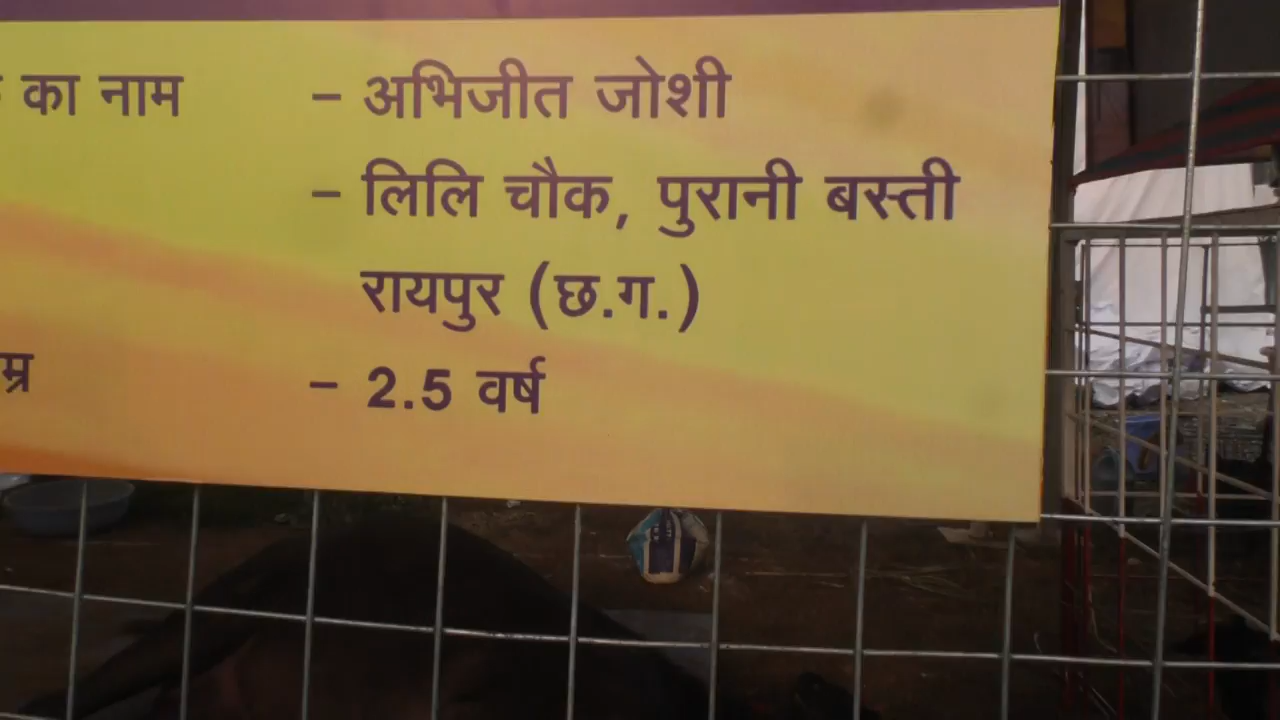 का नाम - अभिजीत जोशी
- लिलि चौक, पुरानी बस्ती
रायपुर (छ.ग.)
- 2.5 वर्ष